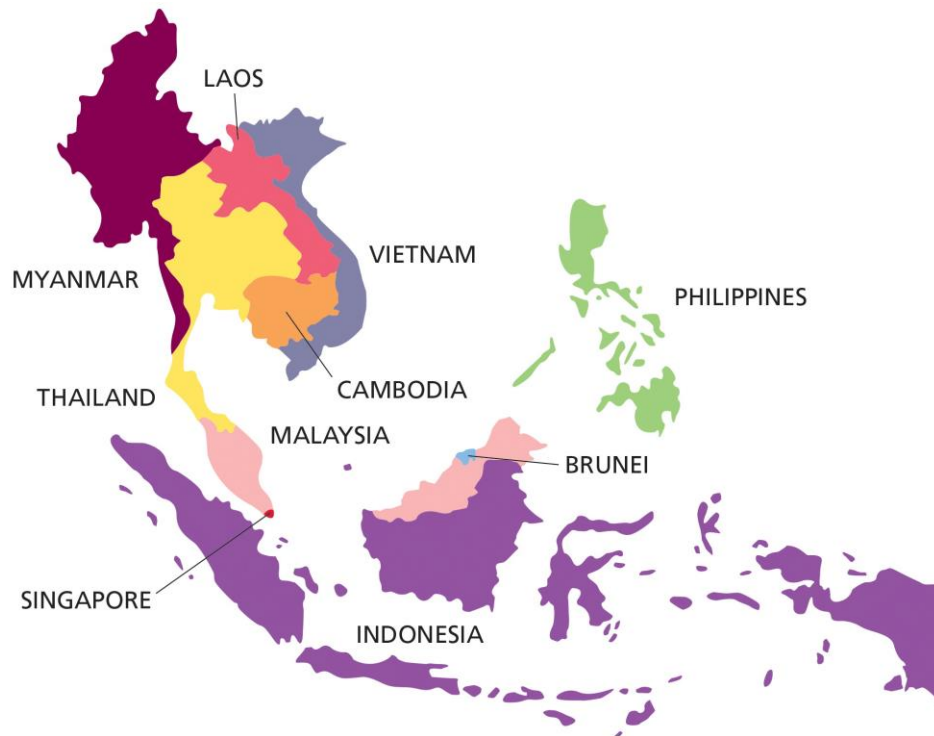 LAOS
VIETNAM
MYANMAR
PHILIPPINES
CAMBODIA
THAILAND
MALAYSIA
BRUNEI
SINGAPORE
INDONESIA